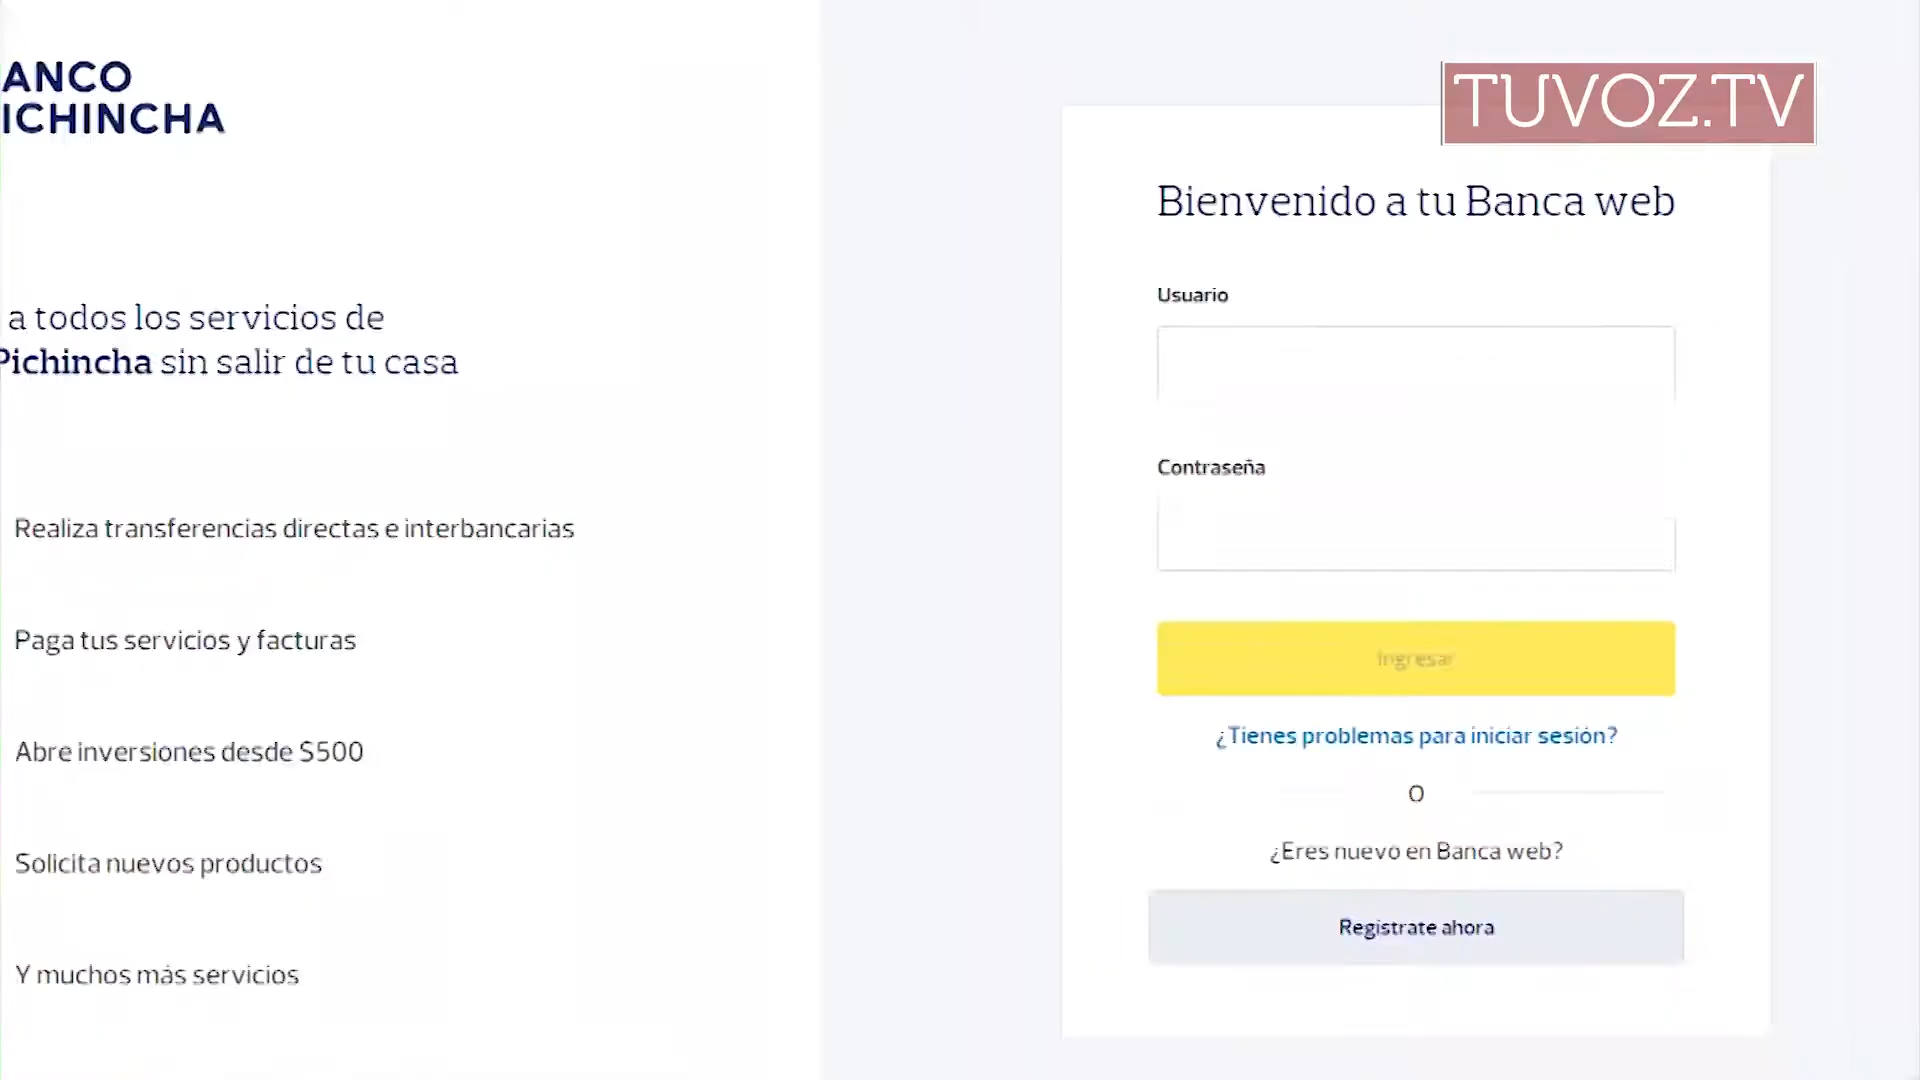 ANCO
ICHINCHA
TUVOZ.TV
Bienvenido a tu Banca web
a todos los servicios de
Pichincha sin salir de tu casa
Usuario
Contraseña
Realiza transferencias directas e interbancarias
Paga tus servicios y facturas
Abre inversiones desde $500
Solicita nuevos productos
Y muchos más servicios
Ingresar
¿Tienes problemas para iniciar sesión?
O
¿Eres nuevo en Banca web?
Regístrate ahora